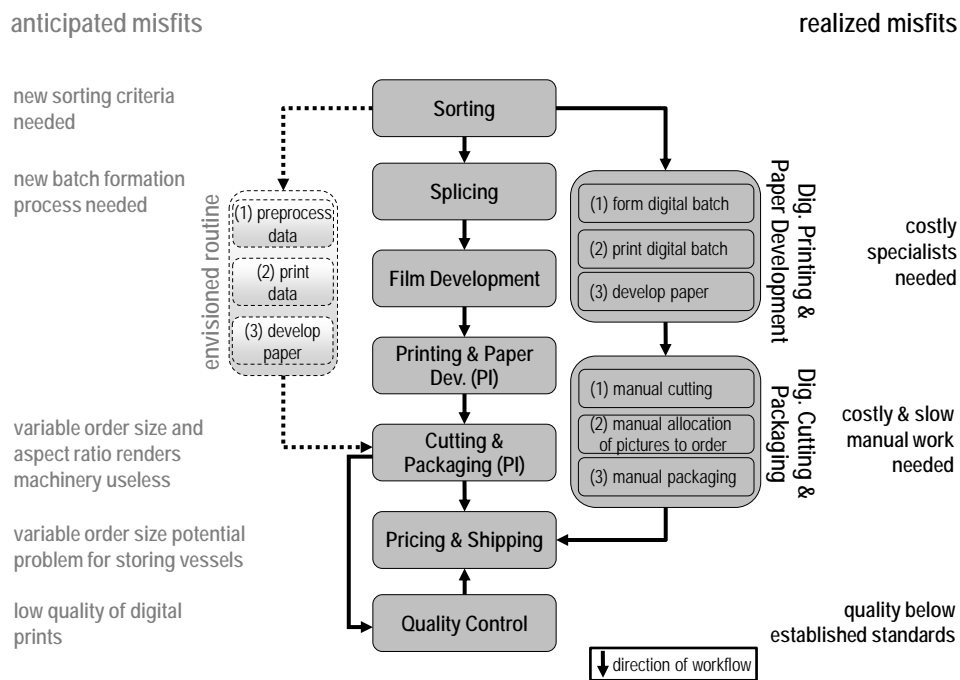 anticipated misfits
realized misfits
new sorting criteria
needed
new batch formation
process needed
variable order size and
aspect ratio renders
machinery useless
variable order size potential
problem for storing vessels
low quality of digital
prints
envisioned routine
(1) preprocess
data
(2) print
data
(3) develop
paper
Sorting
Splicing
Film Development
Printing & Paper
Dev. (PI)
Cutting &
Packaging (PI)
Pricing & Shipping
Quality Control
(1) form digital batch
(2) print digital batch
(3) develop paper
Dig. Printing &
Paper Development
(1) manual cutting
(2) manual allocation
of pictures to order
(3) manual packaging
Dig. Cutting &
Packaging
costly
specialists
needed
costly & slow
manual work
needed
quality below
established standards
direction of workflow